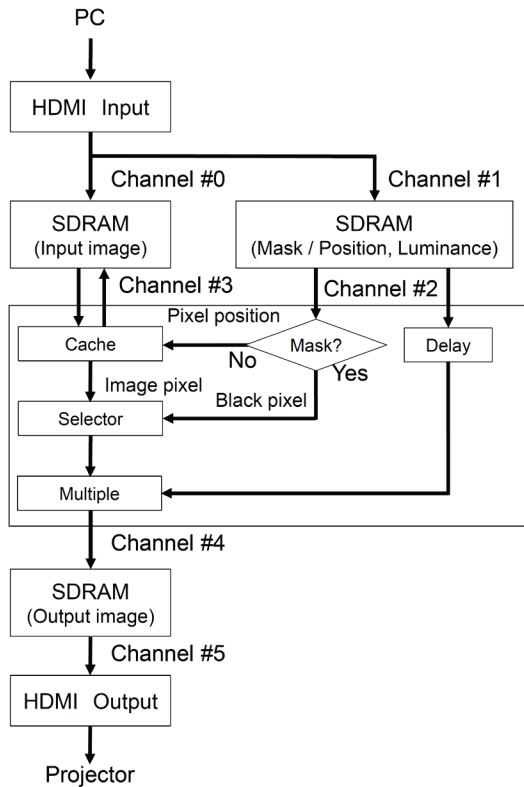 PC
HDMI Input
Channel #0
Channel #1
SDRAM
(Input image)
SDRAM
(Mask / Position, Luminance)
Channel #3
Channel #2
Pixel position
Cache
No
Mask?
Yes
Delay
Image pixel
Black pixel
Selector
Multiple
Channel #4
SDRAM
(Output image)
Channel #5
HDMI Output
Projector